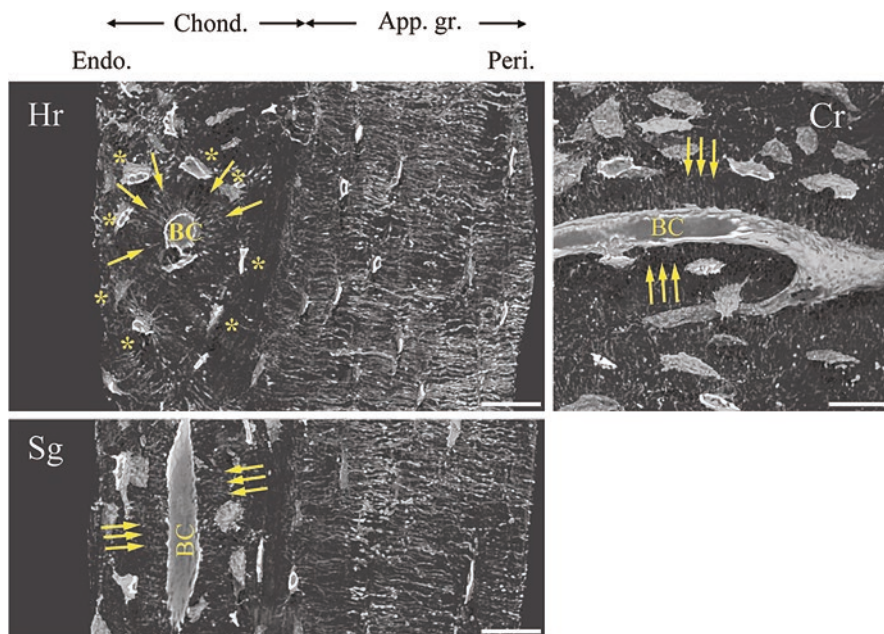 Chond. App. gr.
Endo. Peri.
Hr
* * * * * * * *
BC
Cr
BC
Sg
BC